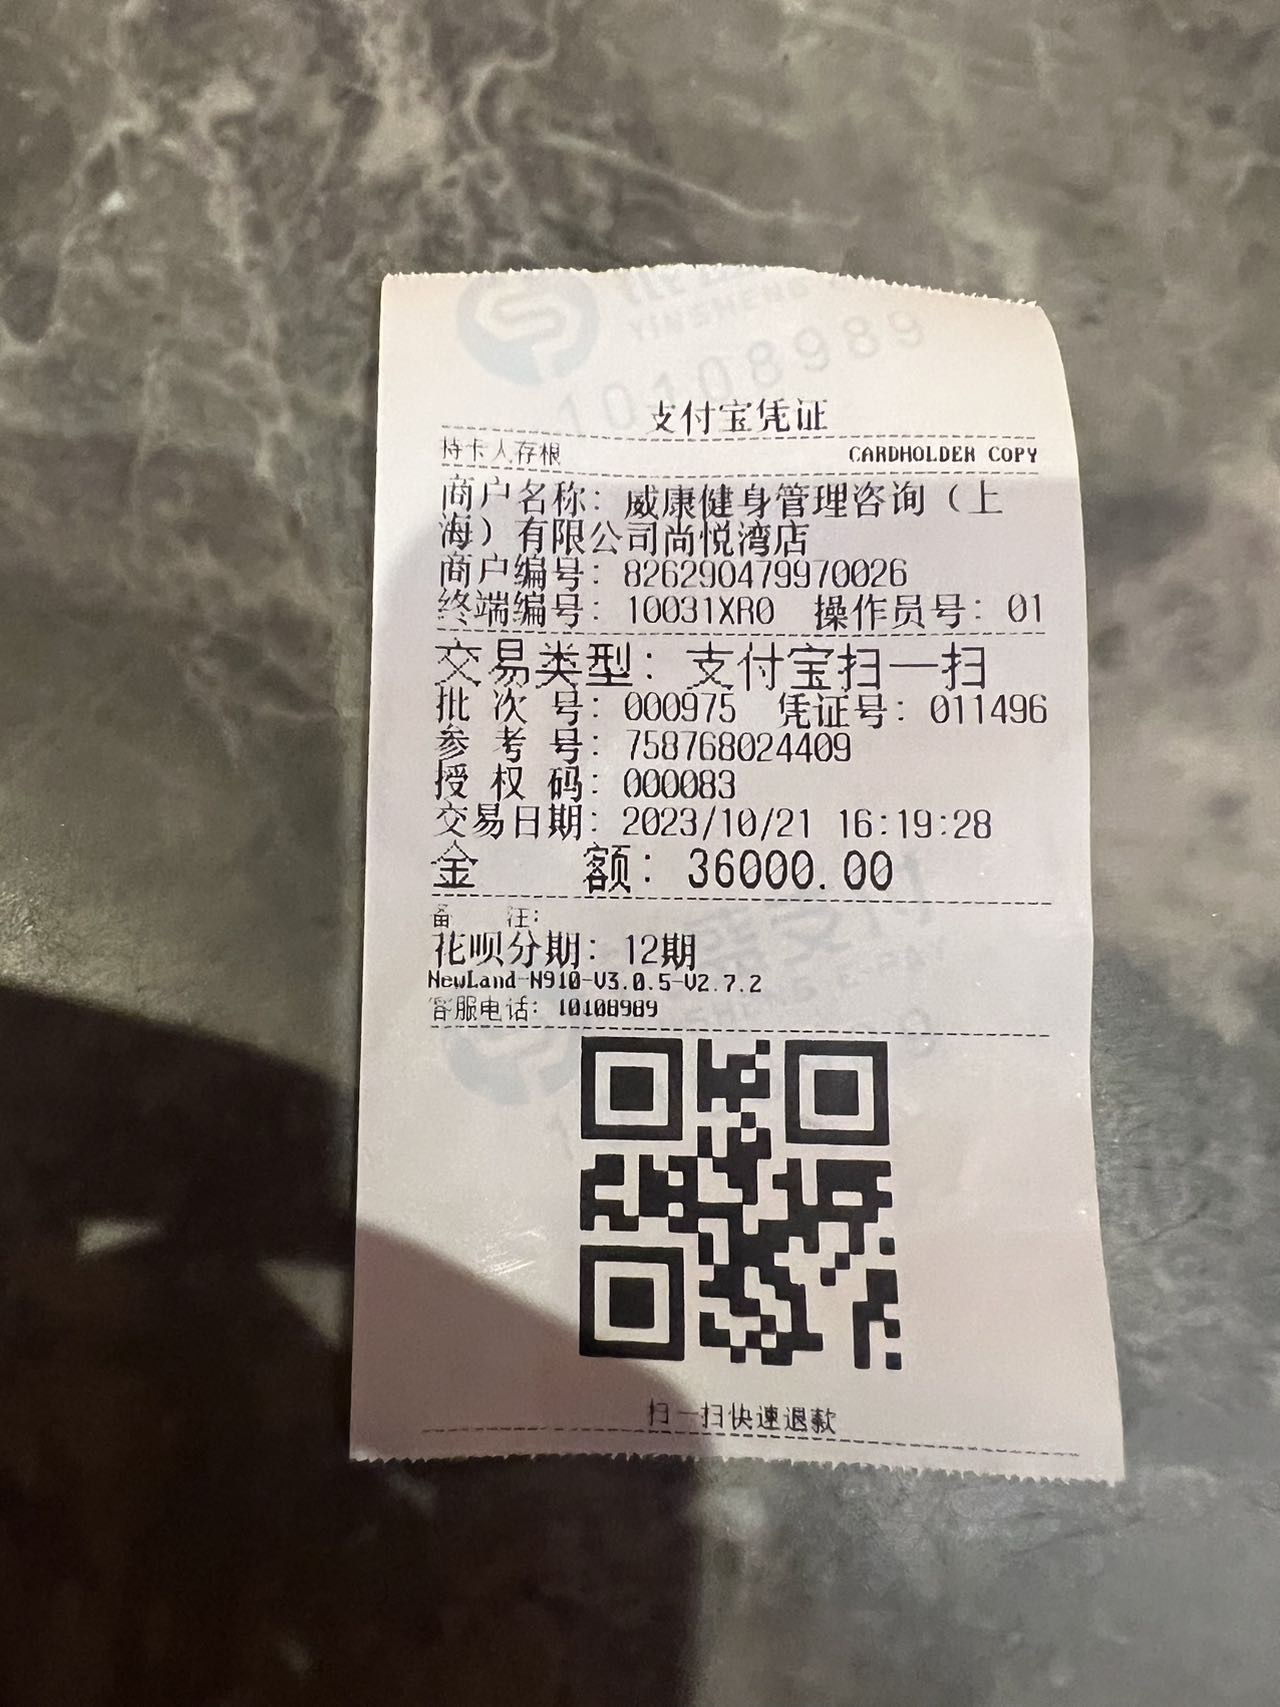 YINSHENG
10108989
支付宝凭证
持卡人存根 CARDHOLDER COPY
商户名称: 威康健身管理咨询（上
海）有限公司尚悦湾店
商户编号: 826290479970026
终端编号: 10031XR0 操作员号: 01
交易类型: 支付宝扫一扫
批 次 号: 000975 凭证号: 011496
参 考 号: 758768024409
授 权 码: 000083
交易日期: 2023/10/21 16:19:28
金 额: 36000.00
备 注:
花呗分期: 12期
NewLand-N910-V3.0.5-V2.7.2
客服电话: 10108989
扫一扫快速退款